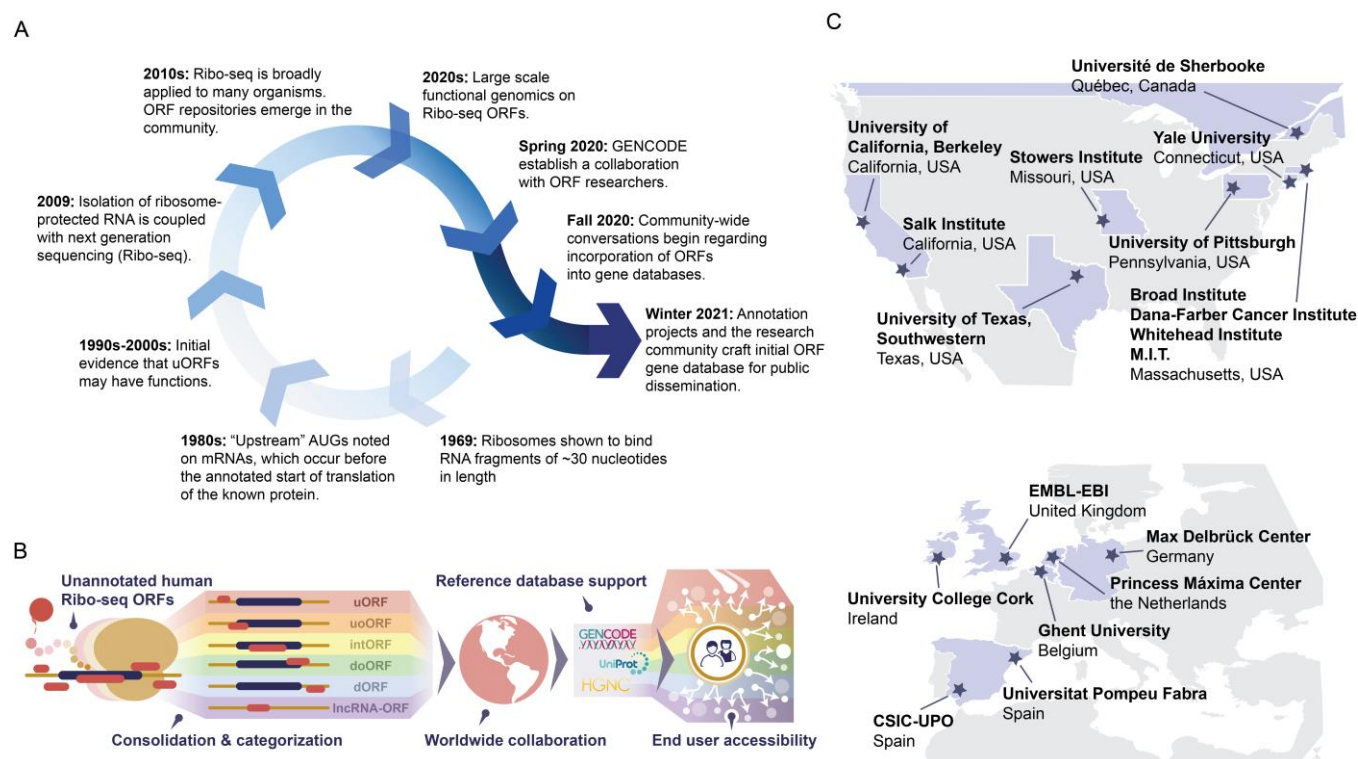 A
2010s: Ribo-seq is broadly
applied to many organisms.
ORF repositories emerge in the
community.
2020s: Large scale
functional genomics on
Ribo-seq ORFs.
Spring 2020: GENCODE
establish a collaboration
with ORF researchers.
2009: Isolation of ribosome-
protected RNA is coupled
with next generation
sequencing (Ribo-seq).
Fall 2020: Community-wide
conversations begin regarding
incorporation of ORFs
into gene databases.
Winter 2021: Annotation
projects and the research
community craft initial ORF
gene database for public
dissemination.
1990s-2000s: Initial
evidence that uORFs
may have functions.
1980s: “Upstream” AUGs noted
on mRNAs, which occur before
the annotated start of translation
of the known protein.
1969: Ribosomes shown to bind
RNA fragments of ~30 nucleotides
in length
B
Unannotated human
Ribo-seq ORFs
uORF
uoORF
intORF
doORF
dORF
lncRNA-ORF
Consolidation & categorization
Worldwide collaboration
Reference database support
GENCODE
UniProt
HGNC
End user accessibility
C
Université de Sherbooke
Québec, Canada
University of
California, Berkeley
California, USA
Stowers Institute
Missouri, USA
Yale University
Connecticut, USA
Salk Institute
California, USA
University of Pittsburgh
Pennsylvania, USA
University of Texas,
Southwestern
Texas, USA
Broad Institute
Dana-Farber Cancer Institute
Whitehead Institute
M.I.T.
Massachusetts, USA
EMBL-EBI
United Kingdom
Max Delbrück Center
Germany
Princess Máxima Center
the Netherlands
University College Cork
Ireland
Ghent University
Belgium
Universitat Pompeu Fabra
Spain
CSIC-UPO
Spain